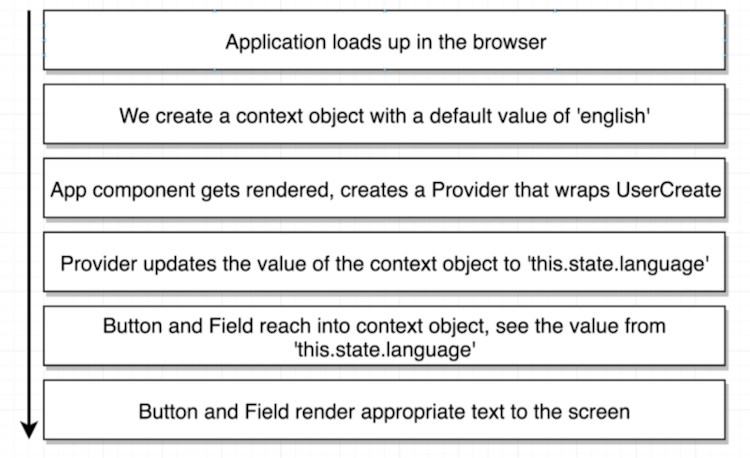 Application loads up in the browser
We create a context object with a default value of 'english'
App component gets rendered, creates a Provider that wraps UserCreate
Provider updates the value of the context object to 'this.state.language'
Button and Field reach into context object, see the value from
'this.state.language'
Button and Field render appropriate text to the screen